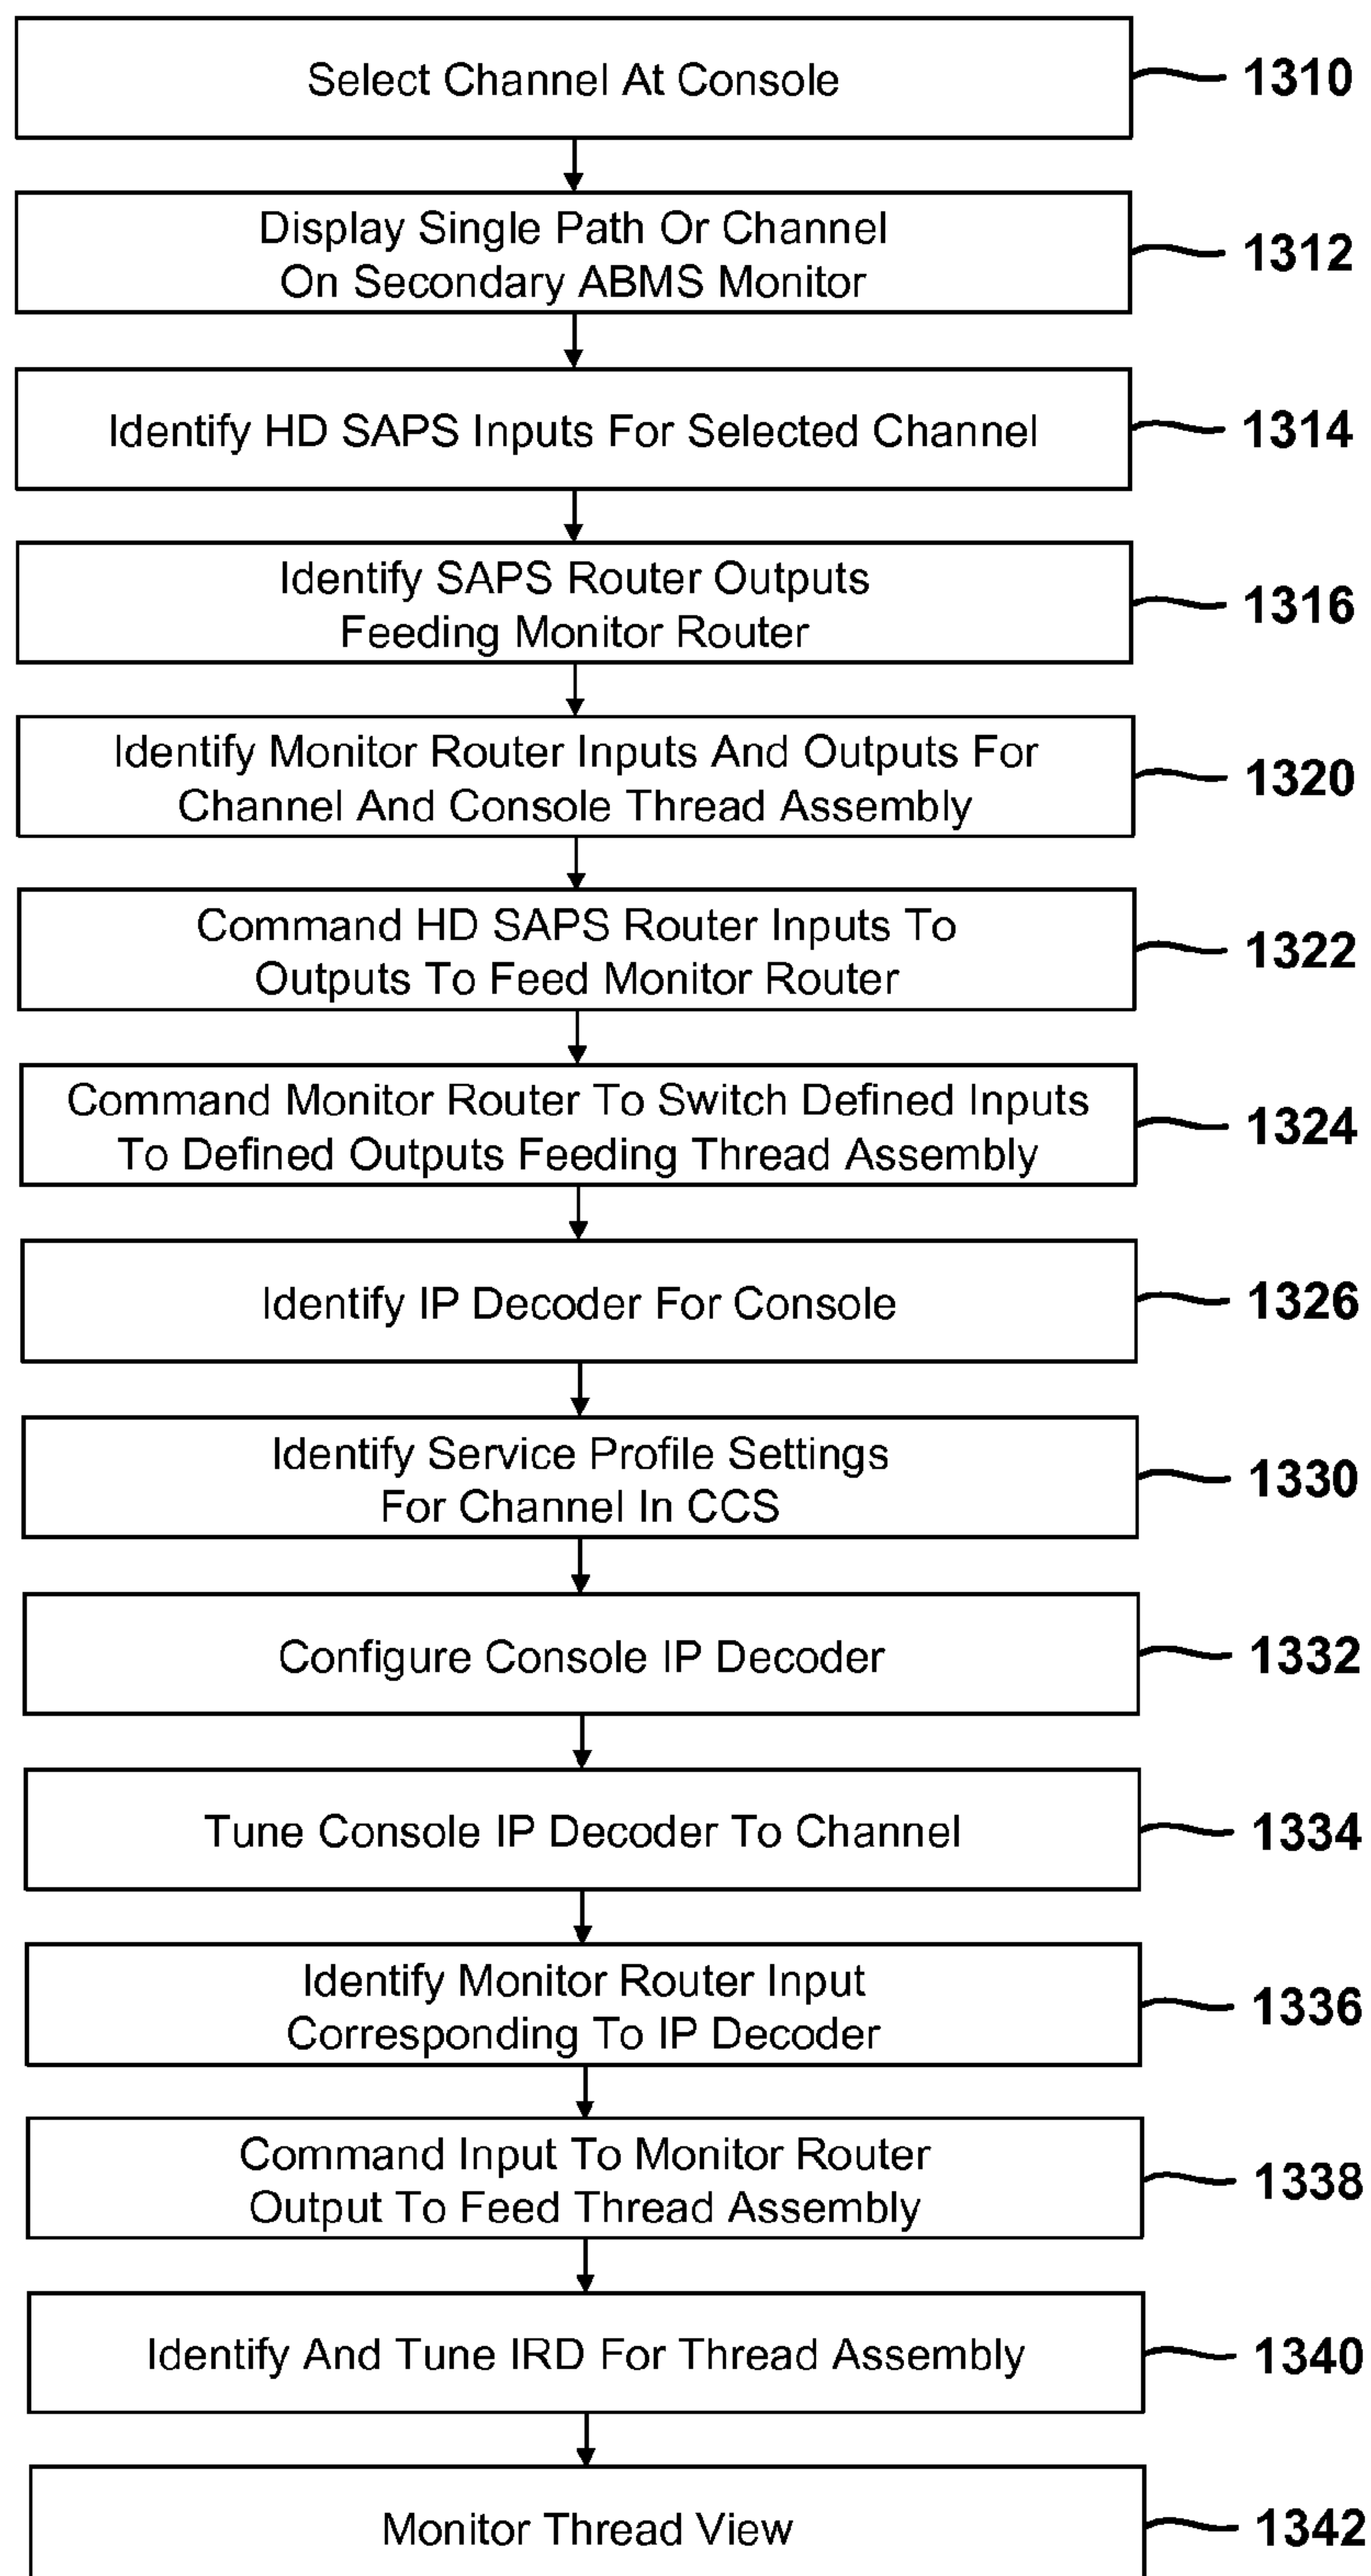 Select Channel At Console
1310
Display Single Path Or Channel
On Secondary ABMS Monitor
1312
Identify HD SAPS Inputs For Selected Channel
1314
Identify SAPS Router Outputs
Feeding Monitor Router
1316
Identify Monitor Router Inputs And Outputs For
Channel And Console Thread Assembly
1320
Command HD SAPS Router Inputs To
Outputs To Feed Monitor Router
1322
Command Monitor Router To Switch Defined Inputs
To Defined Outputs Feeding Thread Assembly
1324
Identify IP Decoder For Console
1326
Identify Service Profile Settings
For Channel In CCS
1330
Configure Console IP Decoder
1332
Tune Console IP Decoder To Channel
1334
Identify Monitor Router Input
Corresponding To IP Decoder
1336
Command Input To Monitor Router
Output To Feed Thread Assembly
1338
Identify And Tune IRD For Thread Assembly
1340
Monitor Thread View
1342